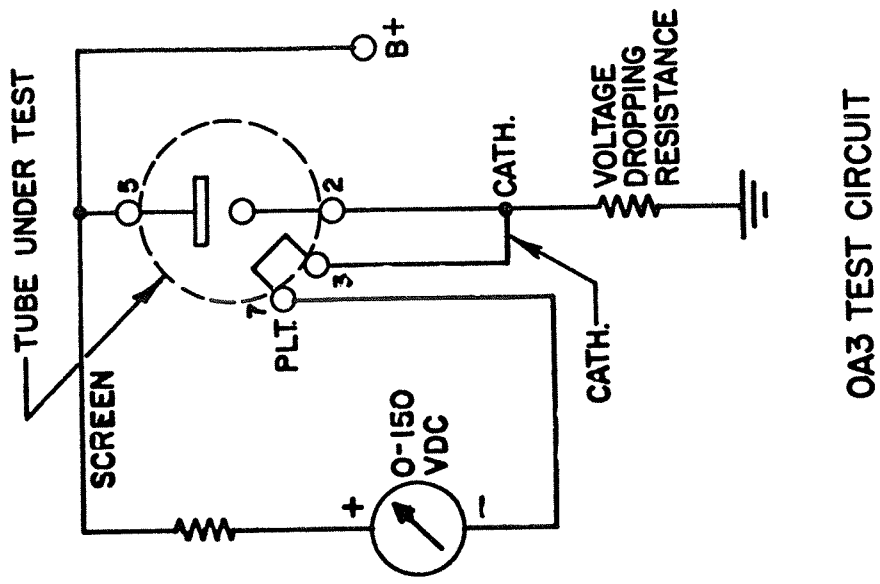 TUBE UNDER TEST
B+
5
2
CATH.
VOLTAGE
DROPPING
RESISTANCE
3
7
PLT.
SCREEN
CATH.
0-150
VDC
+
-
OA3 TEST CIRCUIT